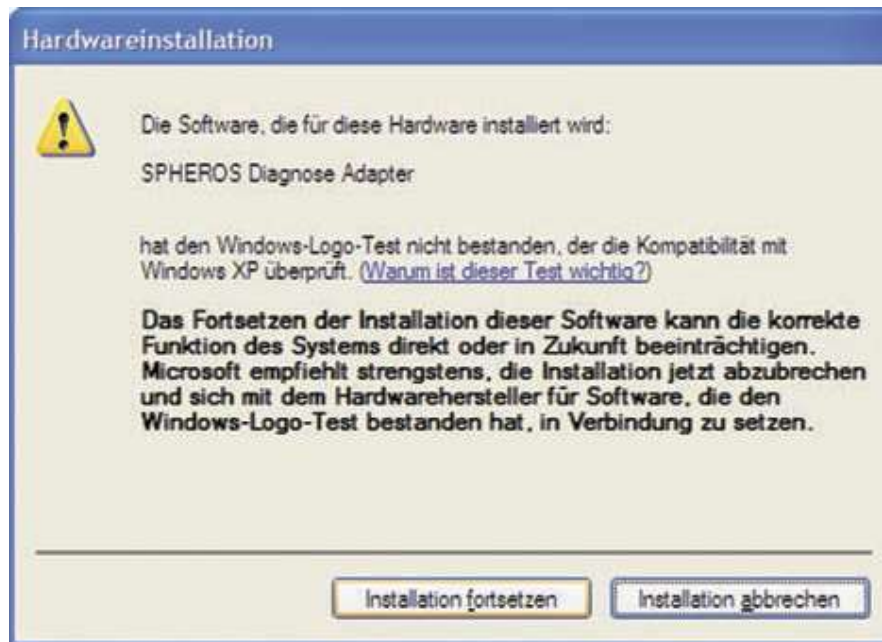 Hardwareinstallation
Die Software, die für diese Hardware installiert wird:
SPHEROS Diagnose Adapter
hat den Windows-Logo-Test nicht bestanden, der die Kompatibilität mit
Windows XP überprüft. (Warum ist dieser Test wichtig?)
Das Fortsetzen der Installation dieser Software kann die korrekte
Funktion des Systems direkt oder in Zukunft beeinträchtigen.
Microsoft empfiehlt strengstens, die Installation jetzt abzubrechen
und sich mit dem Hardwarehersteller für Software, die den
Windows-Logo-Test bestanden hat, in Verbindung zu setzen.
Installation fortsetzen Installation abbrechen